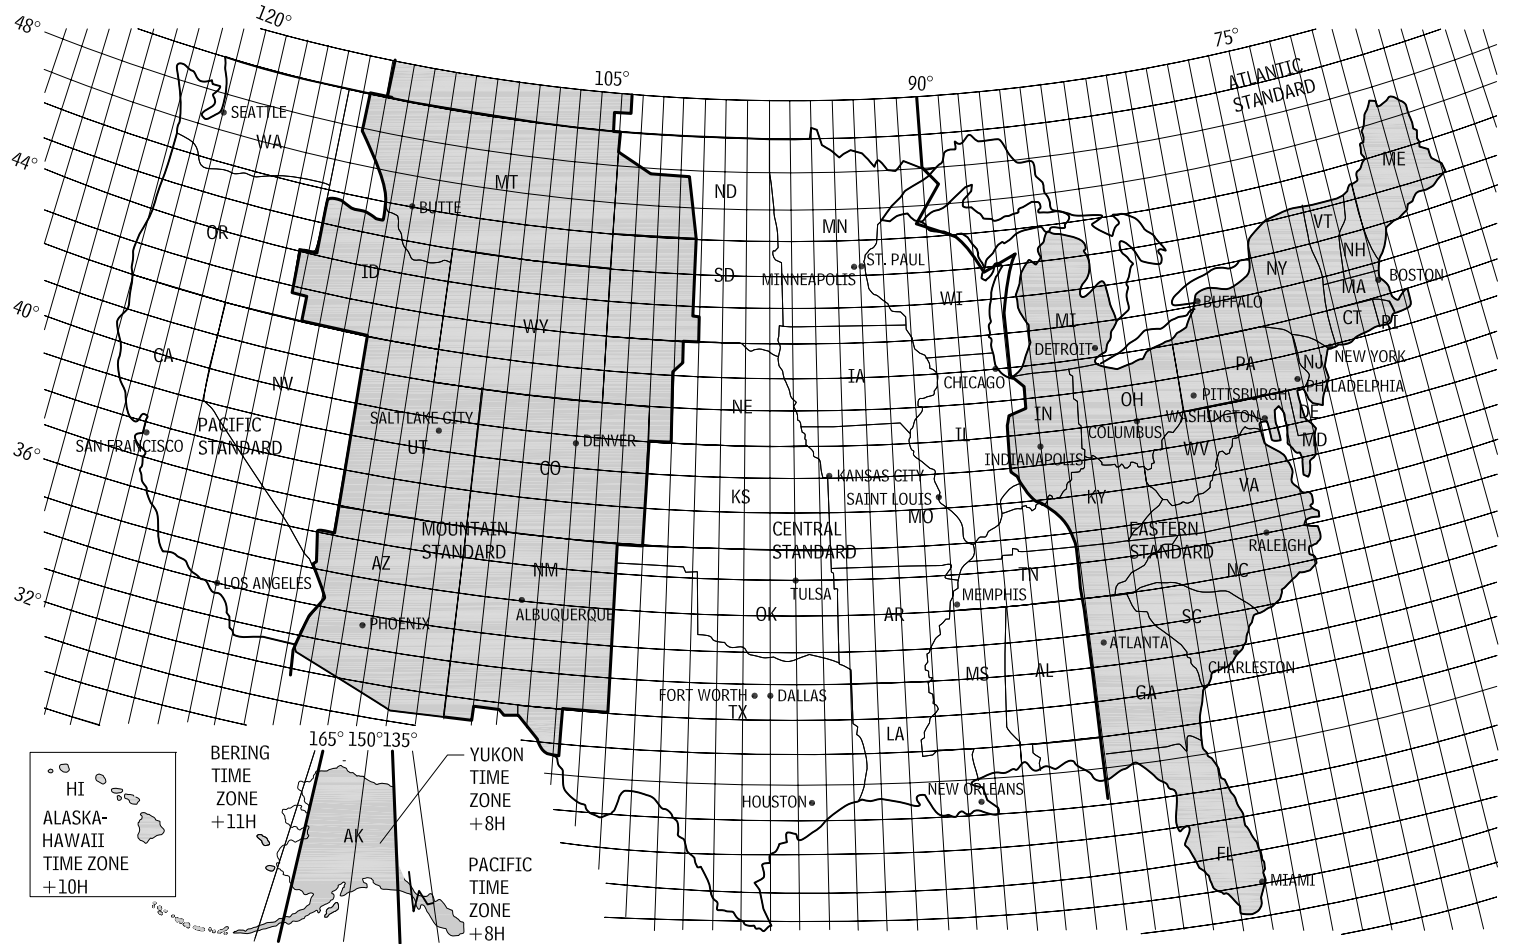 120°
48°
75°
105°
90°
ATLANTIC
STANDARD
SEATTLE
WA
44°
ME
MT
ND
BUTTE
OR
MN
VT
NH
ID
SD
ST. PAUL
MINNEAPOLIS
NY
BOSTON
MA
40°
WI
BUFFALO
WY
MI
CT
RI
DETROIT
CA
NV
IA
CHICAGO
PA
NJ
NEW YORK
PHILADELPHIA
NE
IN
OH
PITTSBURGH
DE
SALT LAKE CITY
PACIFIC
STANDARD
WASHINGTON
COLUMBUS
MD
SAN FRANCISCO
UT
DENVER
IL
WV
36°
CO
INDIANAPOLIS
KANSAS CITY
KS
SAINT LOUIS
MO
KY
VA
MOUNTAIN
STANDARD
CENTRAL
STANDARD
EASTERN
STANDARD
RALEIGH
AZ
NM
TN
NC
LOS ANGELES
TULSA
MEMPHIS
32°
PHOENIX
ALBUQUERQUE
OK
AR
SC
ATLANTA
CHARLESTON
MS
AL
GA
FORT WORTH
DALLAS
TX
LA
165° 150° 135°
BERING
TIME
ZONE
+11H
YUKON
TIME
ZONE
+8H
HI
ALASKA-
HAWAII
TIME ZONE
+10H
AK
HOUSTON
NEW ORLEANS
FL
MIAMI
PACIFIC
TIME
ZONE
+8H